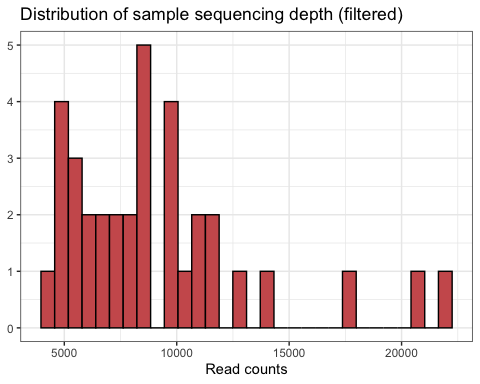 Distribution of sample sequencing depth (filtered)
5
4
3
2
1
0
5000 10000 15000 20000
Read counts